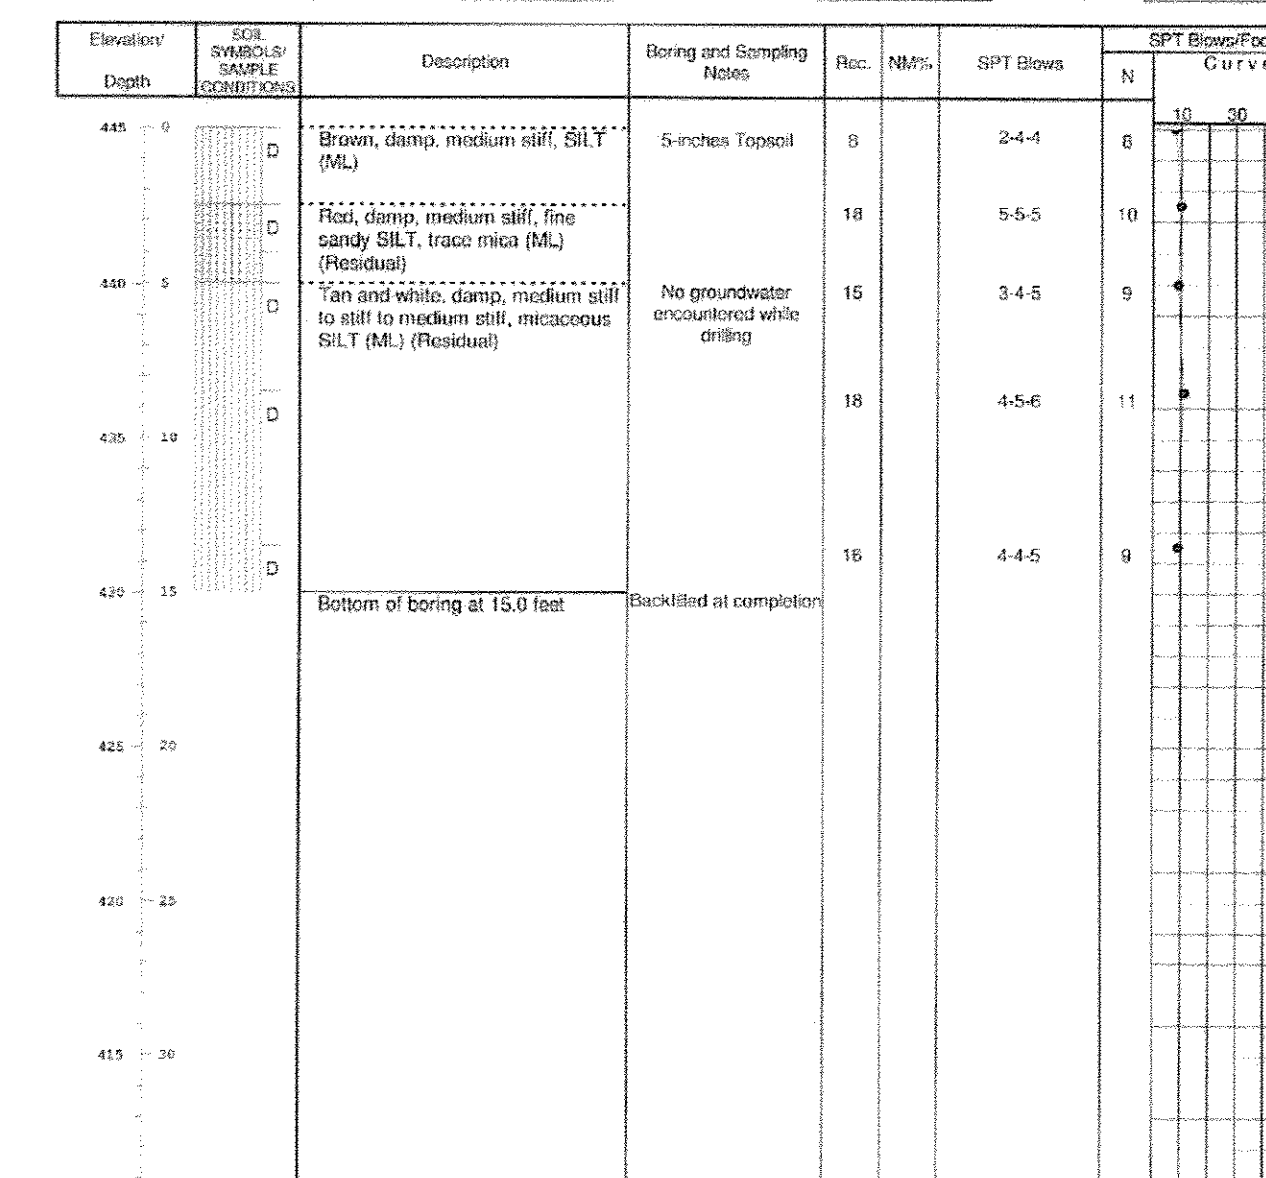 Elevation/
Depth
SOIL
SYMBOLS/
SAMPLE
CONDITIONS
Description
Boring and Sampling
Notes
Rec.
NM%
SPT Blows
SPT Blows/Foo
N
Curve
10 30
445 0
D
Brown, damp, medium stiff, SILT
(ML)
5-inches Topsoil
8
2-4-4
8
D
Red, damp, medium stiff, fine
sandy SILT, trace mica (ML)
(Residual)
18
5-5-5
10
440 5
D
Tan and white, damp, medium stiff
to stiff to medium stiff, micaceous
SILT (ML) (Residual)
No groundwater
encountered while
drilling
15
3-4-5
9
D
18
4-5-6
11
435 10
D
16
4-4-5
9
430 15
Bottom of boring at 15.0 feet
Backfilled at completion
425 20
420 25
415 30